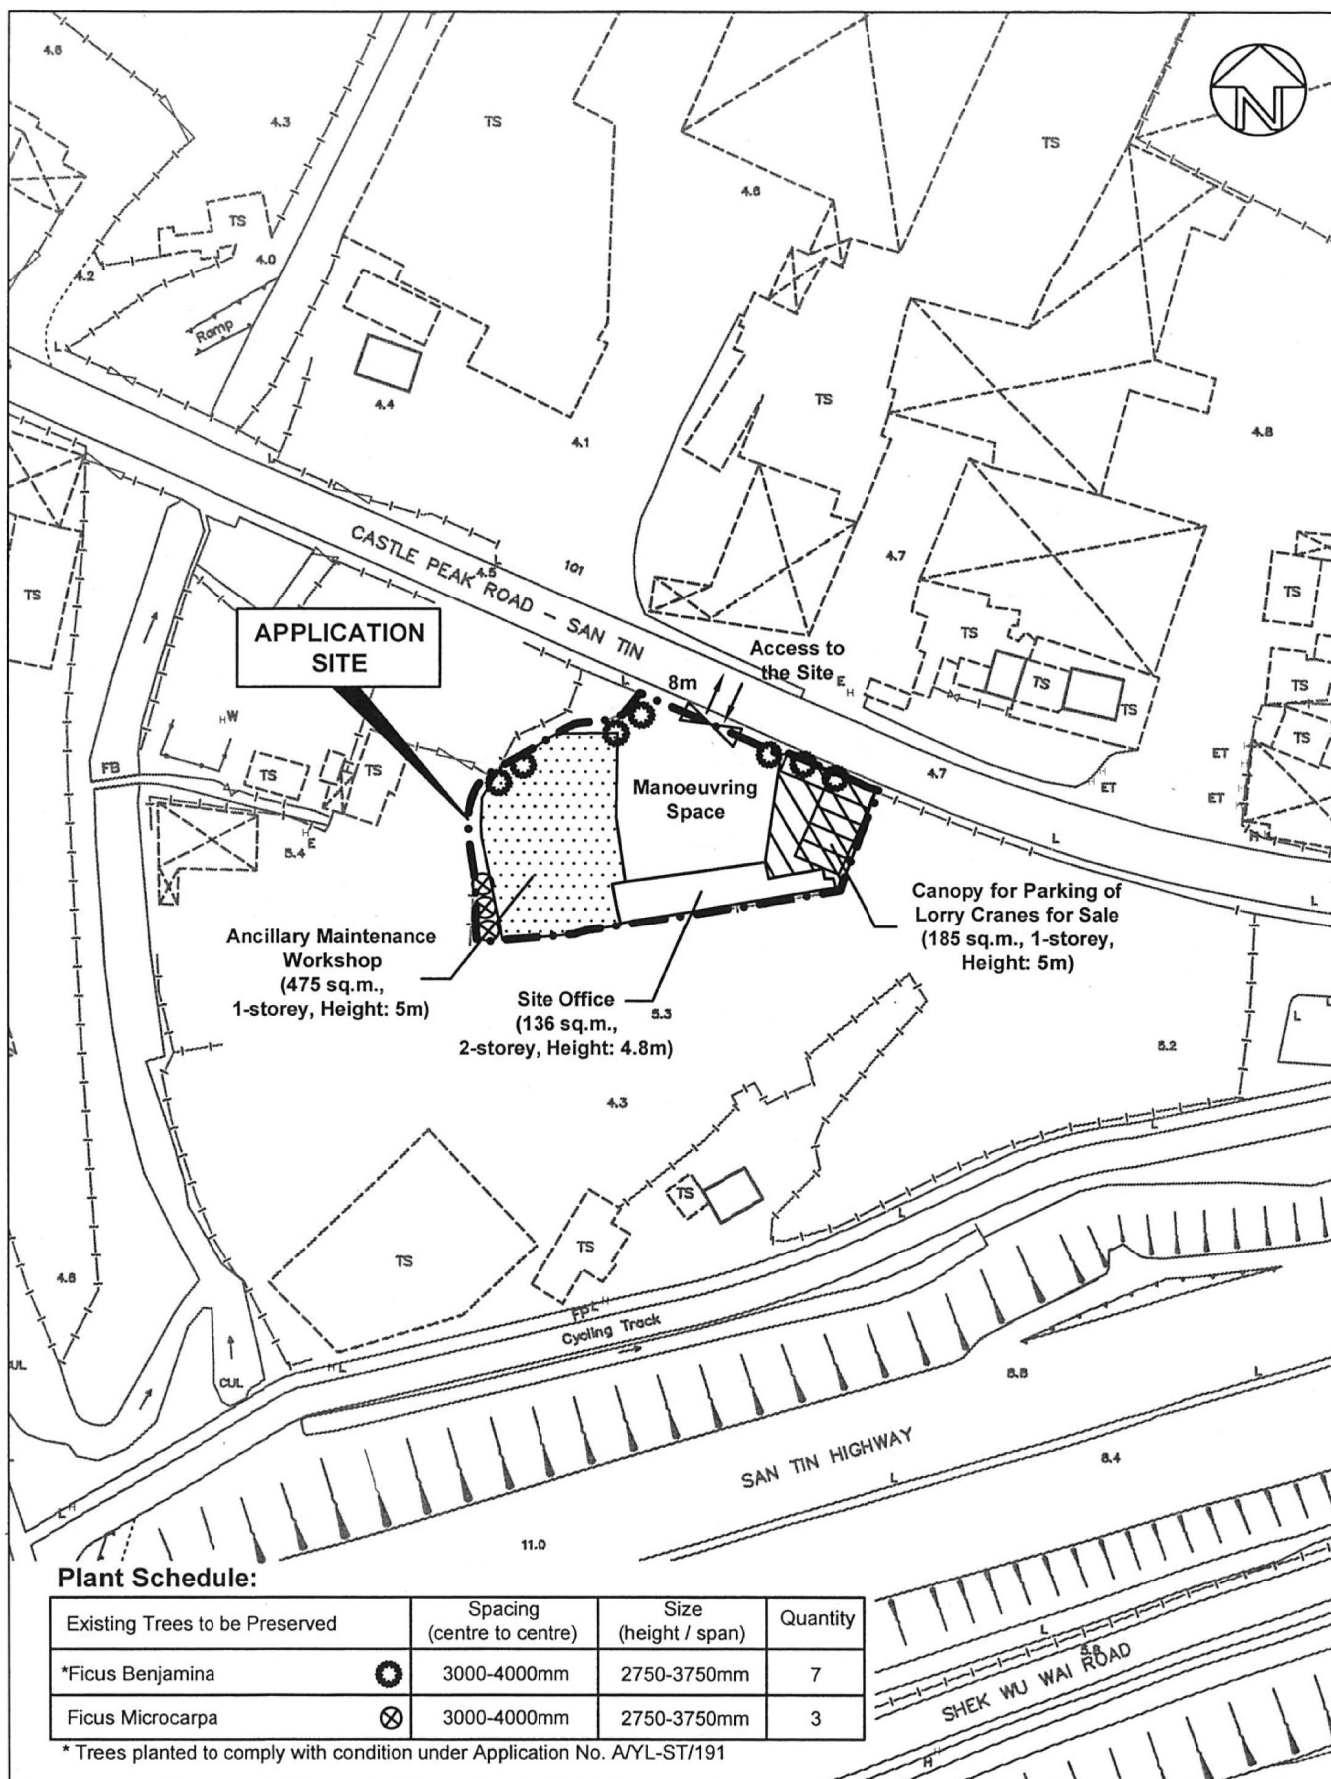 4.6
4.3
TS
TS
N
4.6
TS
4.2
4.0
Ramp
L
4.4
4.1
TS
4.8
L
CASTLE PEAK ROAD - SAN TIN
4.5
101
4.7
TS
TS
APPLICATION
SITE
Access to
the Site
8m
L
E
H
TS
TS
TS
TS
HW
FB
TS
TS
E
5.4
Manoeuvring
Space
4.7
H
ET
ET
TS
H
L
L
Canopy for Parking of
Lorry Cranes for Sale
(185 sq.m., 1-storey,
Height: 5m)
Ancillary Maintenance
Workshop
(475 sq.m.,
1-storey, Height: 5m)
Site Office
(136 sq.m.,
2-storey, Height: 4.8m)
5.3
5.2
L
L
4.3
L
TS
L
TS
TS
4.6
FP
L
H
Cycling Track
CUL
H
L
L
SAN TIN HIGHWAY
L
8.4
L
H
11.0
Plant Schedule:
Existing Trees to be Preserved Spacing (centre to centre) Size (height / span) Quantity
*Ficus Benjamina 3000-4000mm 2750-3750mm 7
Ficus Microcarpa 3000-4000mm 2750-3750mm 3
* Trees planted to comply with condition under Application No. A/YL-ST/191
L
SHEK WU WAI ROAD
H